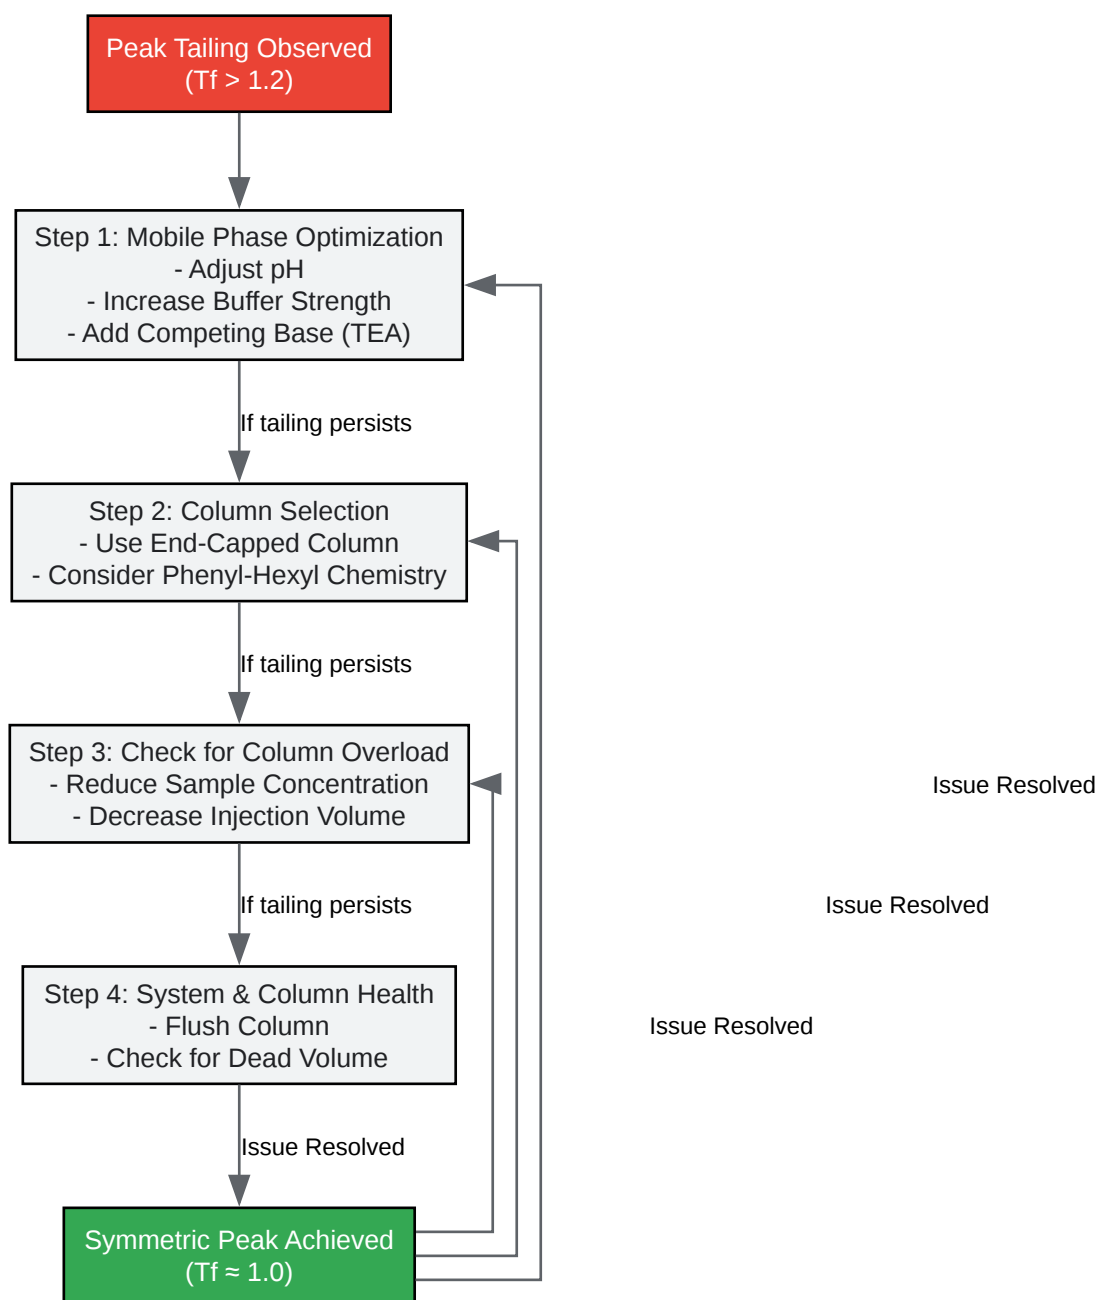 Peak Tailing Observed
(Tf > 1.2)
Step 1: Mobile Phase Optimization
- Adjust pH
- Increase Buffer Strength
- Add Competing Base (TEA)
If tailing persists
Step 2: Column Selection
- Use End-Capped Column
- Consider Phenyl-Hexyl Chemistry
If tailing persists
Step 3: Check for Column Overload
- Reduce Sample Concentration
- Decrease Injection Volume
Issue Resolved
If tailing persists
Issue Resolved
Step 4: System & Column Health
- Flush Column
- Check for Dead Volume
Issue Resolved
Issue Resolved
Symmetric Peak Achieved
(Tf ≈ 1.0)